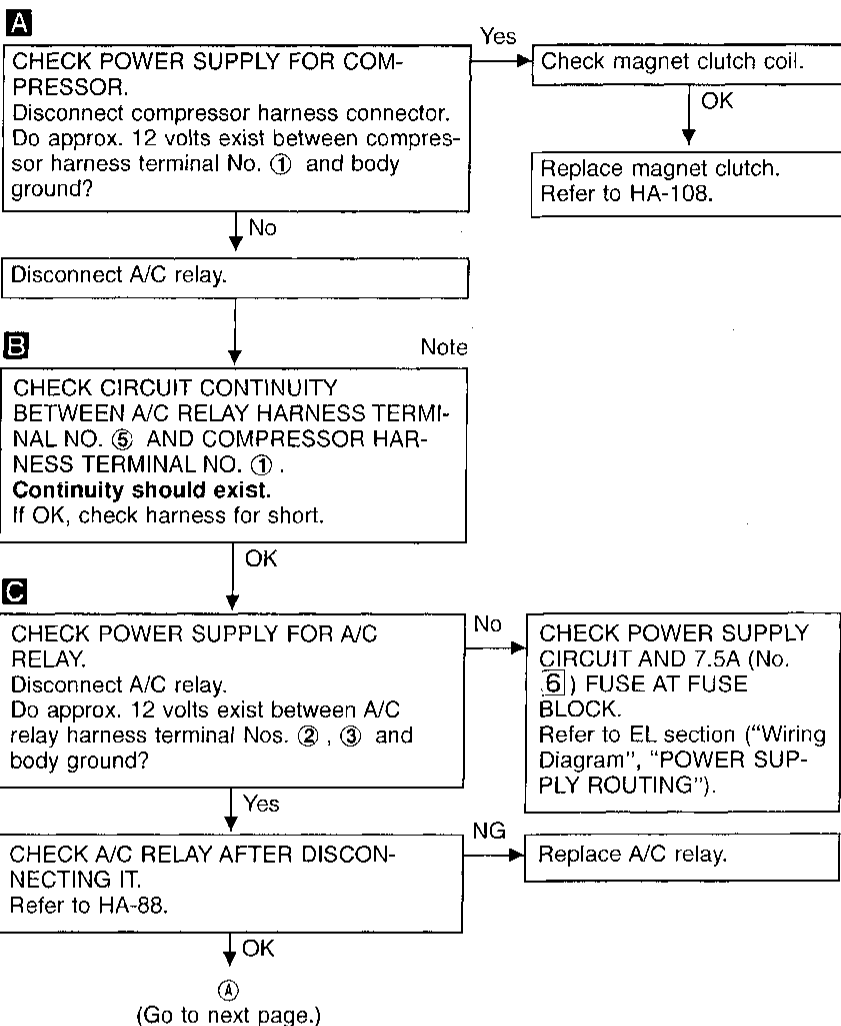 A
CHECK POWER SUPPLY FOR COM-
PRESSOR.
Disconnect compressor harness connector.
Do approx. 12 volts exist between compres-
sor harness terminal No. ① and body
ground?
Yes
Check magnet clutch coil.
OK
Replace magnet clutch.
Refer to HA-108.
No
Disconnect A/C relay.
B
Note
CHECK CIRCUIT CONTINUITY
BETWEEN A/C RELAY HARNESS TERMI-
NAL NO. ⑤ AND COMPRESSOR HAR-
NESS TERMINAL NO. ①.
Continuity should exist.
If OK, check harness for short.
OK
C
CHECK POWER SUPPLY FOR A/C
RELAY.
Disconnect A/C relay.
Do approx. 12 volts exist between A/C
relay harness terminal Nos. ②, ③ and
body ground?
No
CHECK POWER SUPPLY
CIRCUIT AND 7.5A (No.
6) FUSE AT FUSE
BLOCK.
Refer to EL section ("Wiring
Diagram", "POWER SUP-
PLY ROUTING").
Yes
CHECK A/C RELAY AFTER DISCON-
NECTING IT.
Refer to HA-88.
NG
Replace A/C relay.
OK
Ⓐ
(Go to next page.)